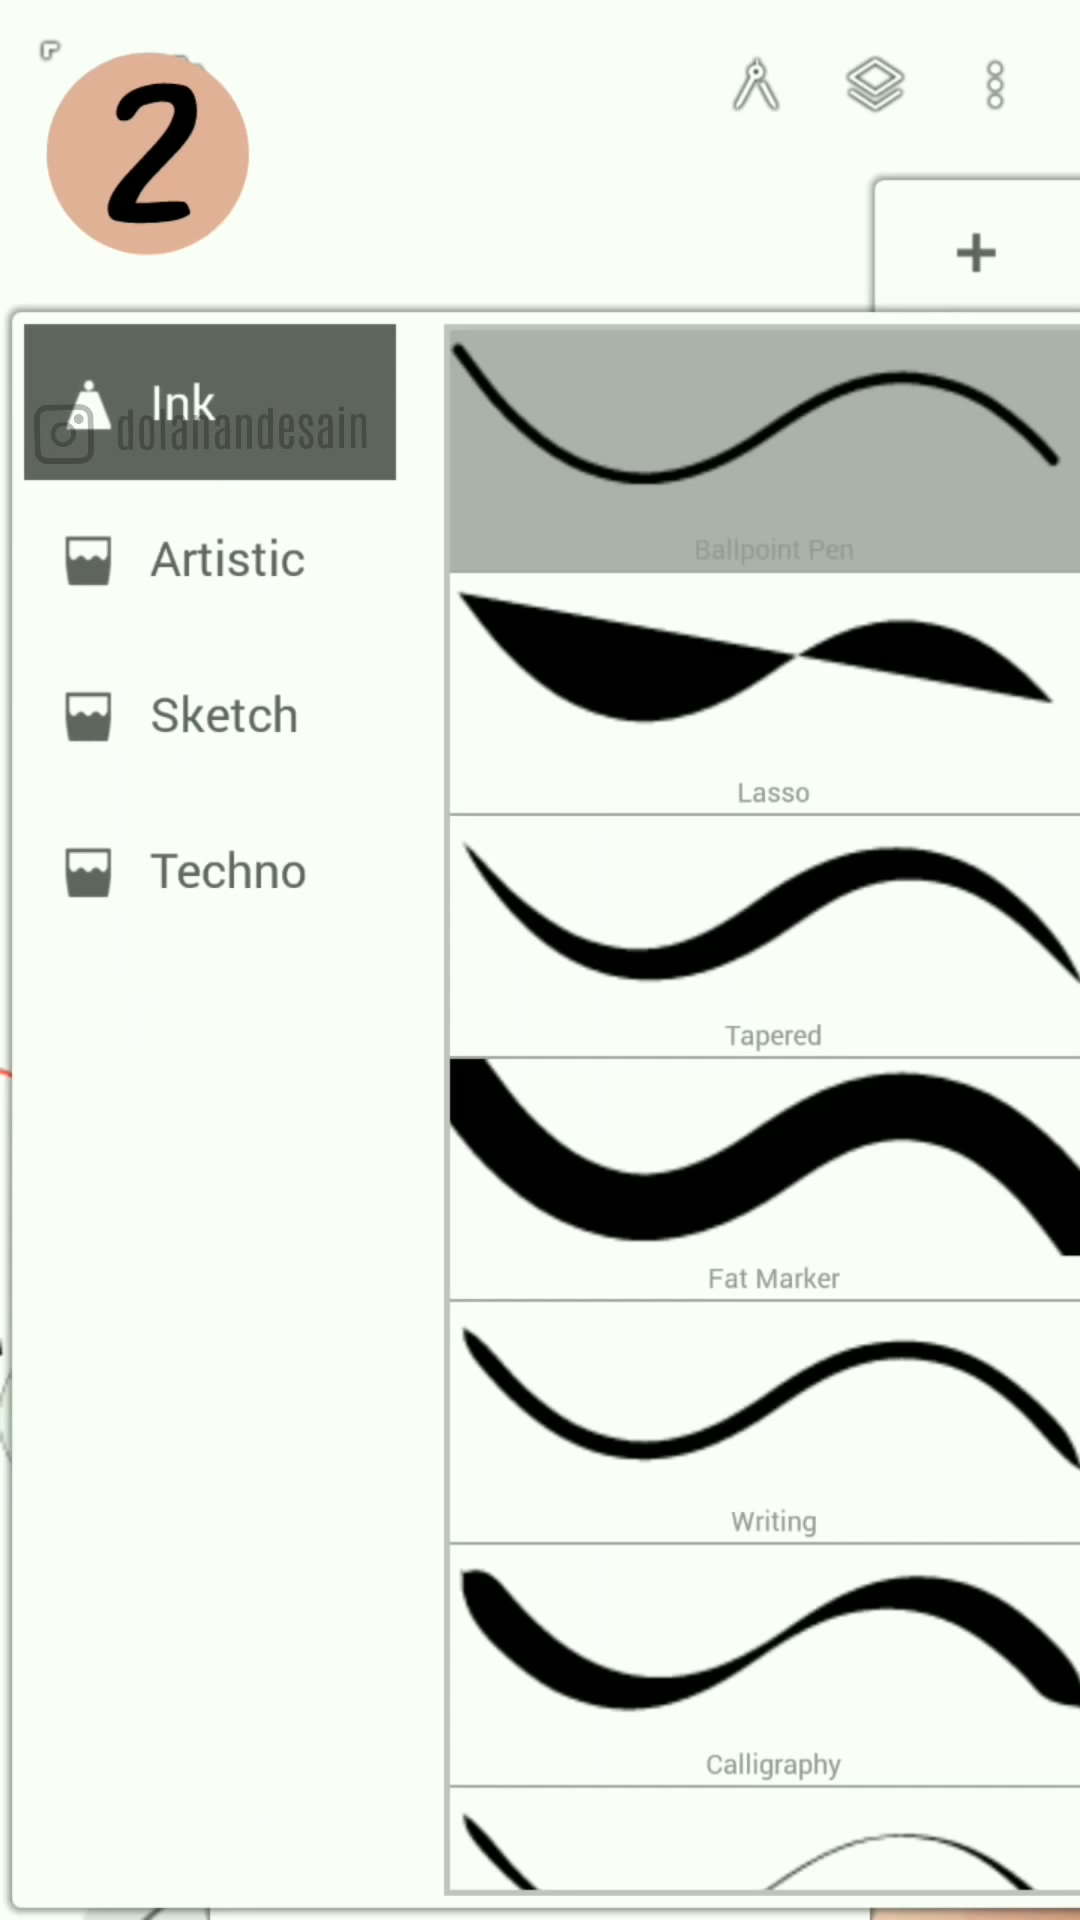 2
Ink
dolanandesain
Artistic
Sketch
Techno
Ballpoint Pen
Lasso
Tapered
Fat Marker
Writing
Calligraphy